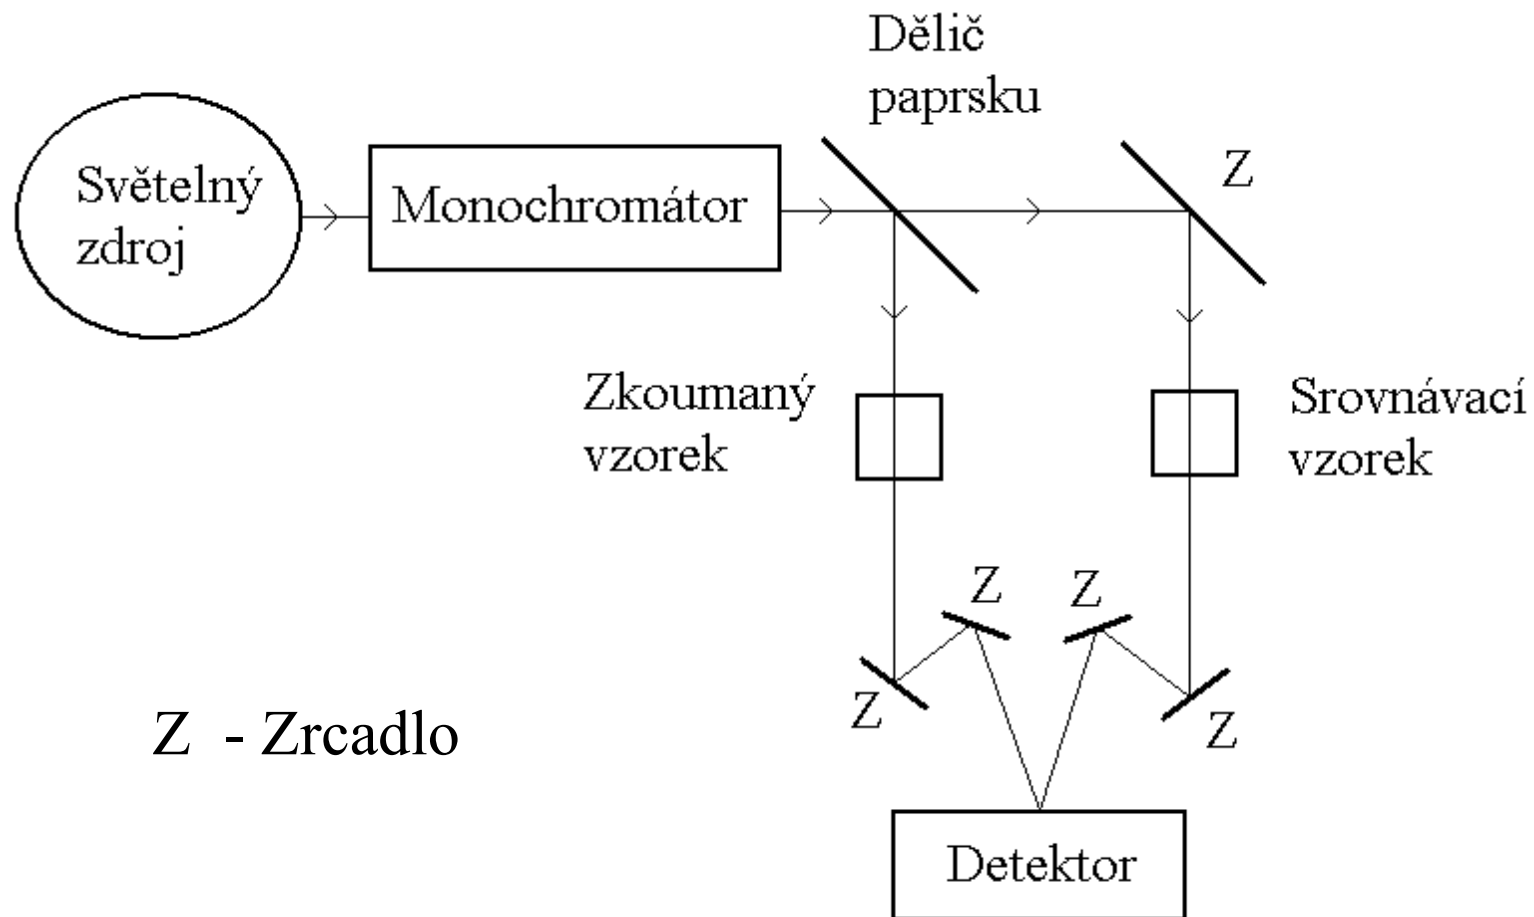 Dělič
paprsku
Světelný
zdroj
Monochromátor
Z
Zkoumaný
vzorek
Srovnávací
vzorek
Z
Z
Z
Z
Z - Zrcadlo
Detektor